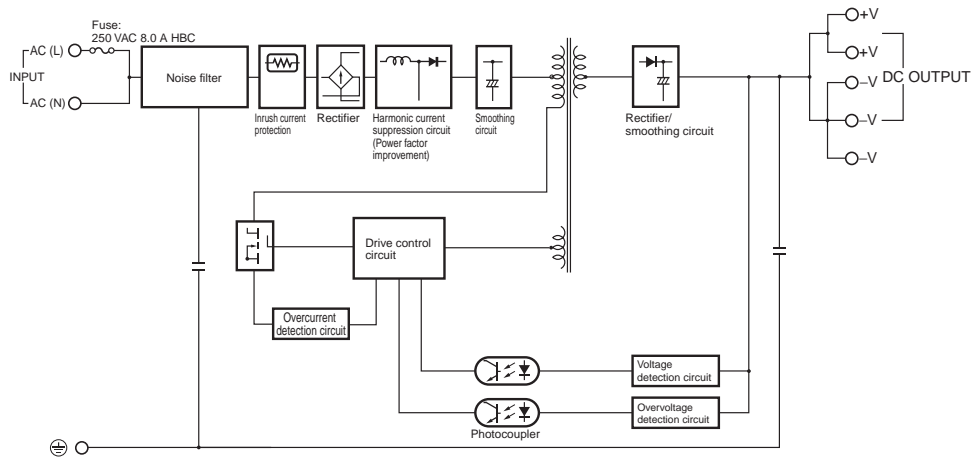 Fuse:
250 VAC 8.0 A HBC
AC (L)
INPUT
AC (N)
Noise filter
Inrush current
protection
Rectifier
Harmonic current
suppression circuit
(Power factor
improvement)
Smoothing
circuit
Rectifier/
smoothing circuit
+V
+V
–V
DC OUTPUT
–V
–V
Drive control
circuit
Overcurrent
detection circuit
Voltage
detection circuit
Overvoltage
detection circuit
Photocoupler